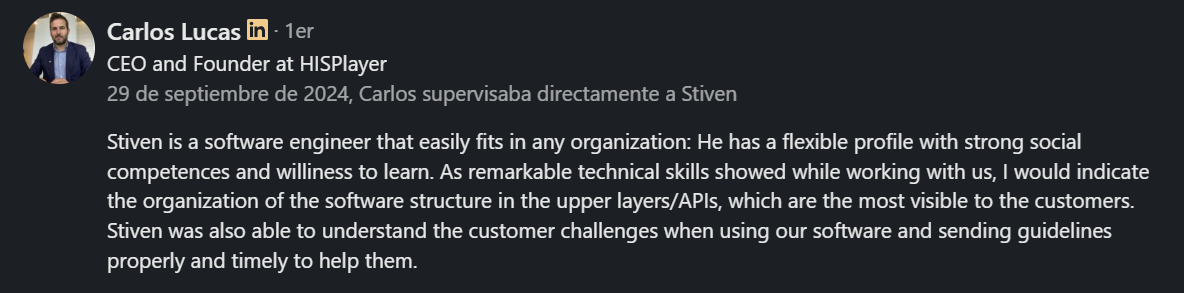 Carlos Lucas in · 1er
CEO and Founder at HISPlayer
29 de septiembre de 2024, Carlos supervisaba directamente a Stiven
Stiven is a software engineer that easily fits in any organization: He has a flexible profile with strong social
competences and williness to learn. As remarkable technical skills showed while working with us, I would indicate
the organization of the software structure in the upper layers/APIs, which are the most visible to the customers.
Stiven was also able to understand the customer challenges when using our software and sending guidelines
properly and timely to help them.